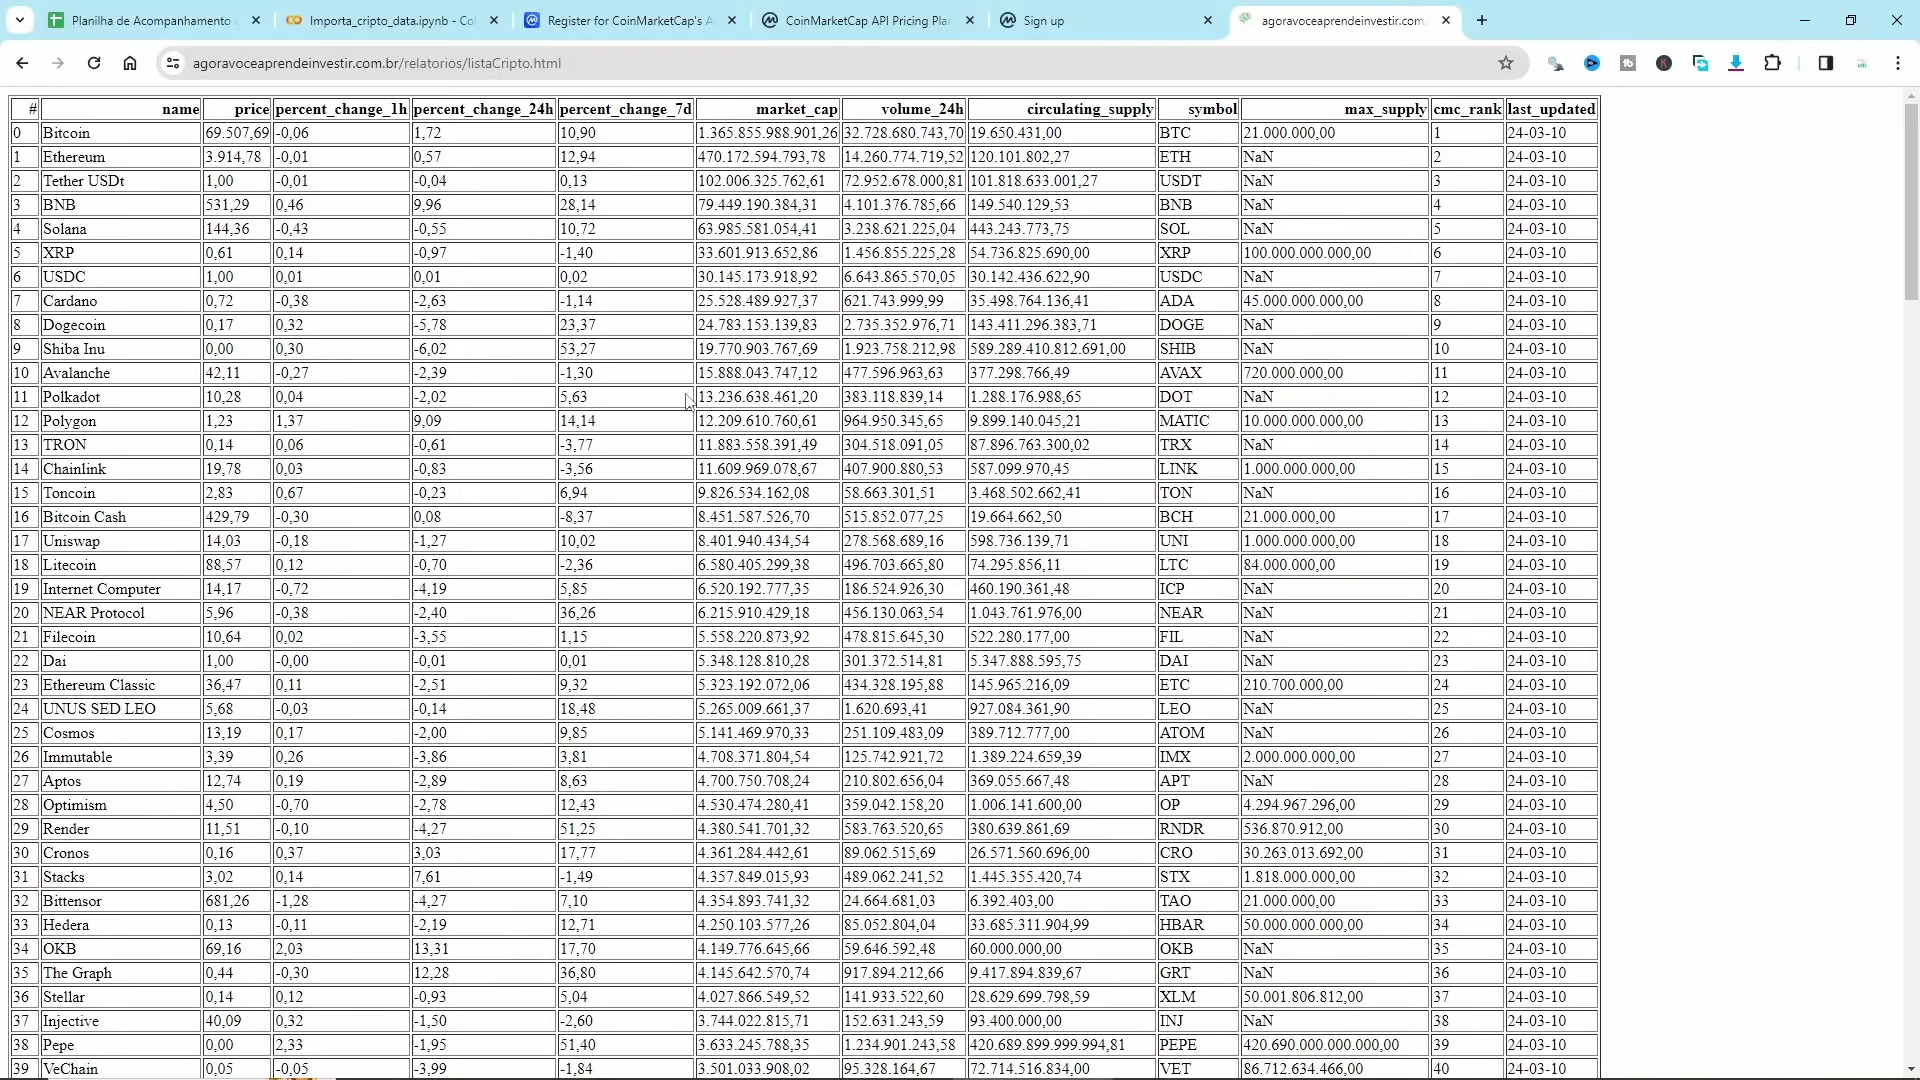 Planilha de Acompanhamento
Importa_cripto_data.ipynb - Co
Register for CoinMarketCap's A
CoinMarketCap API Pricing Pla
Sign up
agoravoceaprendeinvestir.com.
agoravoceaprendeinvestir.com.br/relatorios/listaCripto.html
# name price percent_change_1h percent_change_24h percent_change_7d market_cap volume_24h circulating_supply symbol max_supply cmc_rank last_updated
0 Bitcoin 69.507,69 -0,06 1,72 10,90 1.365.855.988.901,26 32.728.680.743,70 19.650.431,00 BTC 21.000.000,00 1 24-03-10
1 Ethereum 3.914,78 -0,01 0,57 12,94 470.172.594.793,78 14.260.774.719,52 120.101.802,27 ETH NaN 2 24-03-10
2 Tether USDt 1,00 -0,01 -0,04 0,13 102.006.325.762,61 72.952.678.000,81 101.818.633.001,27 USDT NaN 3 24-03-10
3 BNB 531,29 0,46 9,96 28,14 79.449.190.384,31 4.101.376.785,66 149.540.129,53 BNB NaN 4 24-03-10
4 Solana 144,36 -0,43 -0,55 10,72 63.985.581.054,41 3.238.621.225,04 443.243.773,75 SOL NaN 5 24-03-10
5 XRP 0,61 0,14 -0,97 -1,40 33.601.913.652,86 1.456.855.225,28 54.736.825.690,00 XRP 100.000.000.000,00 6 24-03-10
6 USDC 1,00 0,01 0,01 0,02 30.145.173.918,92 6.643.865.570,05 30.142.436.622,90 USDC NaN 7 24-03-10
7 Cardano 0,72 -0,38 -2,63 -1,14 25.528.489.927,37 621.743.999,99 35.498.764.136,41 ADA 45.000.000.000,00 8 24-03-10
8 Dogecoin 0,17 0,32 -5,78 23,37 24.783.153.139,83 2.735.352.976,71 143.411.296.383,71 DOGE NaN 9 24-03-10
9 Shiba Inu 0,00 0,30 -6,02 53,27 19.770.903.767,69 1.923.758.212,98 589.289.410.812.691,00 SHIB NaN 10 24-03-10
10 Avalanche 42,11 -0,27 -2,39 -1,30 15.888.043.747,12 477.596.963,63 377.298.766,49 AVAX 720.000.000,00 11 24-03-10
11 Polkadot 10,28 0,04 -2,02 5,63 13.236.638.461,20 383.118.839,14 1.288.176.988,65 DOT NaN 12 24-03-10
12 Polygon 1,23 1,37 9,09 14,14 12.209.610.760,61 964.950.345,65 9.899.140.045,21 MATIC 10.000.000.000,00 13 24-03-10
13 TRON 0,14 0,06 -0,61 -3,77 11.883.558.391,49 304.518.091,05 87.896.763.300,02 TRX NaN 14 24-03-10
14 Chainlink 19,78 0,03 -0,83 -3,56 11.609.969.078,67 407.900.880,53 587.099.970,45 LINK 1.000.000.000,00 15 24-03-10
15 Toncoin 2,83 0,67 -0,23 6,94 9.826.534.162,08 58.663.301,51 3.468.502.662,41 TON NaN 16 24-03-10
16 Bitcoin Cash 429,79 -0,30 0,08 -8,37 8.451.587.526,70 515.852.077,25 19.664.662,50 BCH 21.000.000,00 17 24-03-10
17 Uniswap 14,03 -0,18 -1,27 10,02 8.401.940.434,54 278.568.689,16 598.736.139,71 UNI 1.000.000.000,00 18 24-03-10
18 Litecoin 88,57 0,12 -0,70 -2,36 6.580.405.299,38 496.703.665,80 74.295.856,11 LTC 84.000.000,00 19 24-03-10
19 Internet Computer 14,17 -0,72 -4,19 5,85 6.520.192.777,35 186.524.926,30 460.190.361,48 ICP NaN 20 24-03-10
20 NEAR Protocol 5,96 -0,38 -2,40 36,26 6.215.910.429,18 456.130.063,54 1.043.761.976,00 NEAR NaN 21 24-03-10
21 Filecoin 10,64 0,02 -3,55 1,15 5.558.220.873,92 478.815.645,30 522.280.177,00 FIL NaN 22 24-03-10
22 Dai 1,00 -0,00 -0,01 0,01 5.348.128.810,28 301.372.514,81 5.347.888.595,75 DAI NaN 23 24-03-10
23 Ethereum Classic 36,47 0,11 -2,51 9,32 5.323.192.072,06 434.328.195,88 145.965.216,09 ETC 210.700.000,00 24 24-03-10
24 UNUS SED LEO 5,68 -0,03 -0,14 18,48 5.265.009.661,37 1.620.693,41 927.084.361,90 LEO NaN 25 24-03-10
25 Cosmos 13,19 0,17 -2,00 9,85 5.141.469.970,33 251.109.483,09 389.712.777,00 ATOM NaN 26 24-03-10
26 Immutable 3,39 0,26 -3,86 3,81 4.708.371.804,54 125.742.921,72 1.389.224.659,39 IMX 2.000.000.000,00 27 24-03-10
27 Aptos 12,74 0,19 -2,89 8,63 4.700.750.708,24 210.802.656,04 369.055.667,48 APT NaN 28 24-03-10
28 Optimism 4,50 -0,70 -2,78 12,43 4.530.474.280,41 359.042.158,20 1.006.141.600,00 OP 4.294.967.296,00 29 24-03-10
29 Render 11,51 -0,10 -4,27 51,25 4.380.541.701,32 583.763.520,65 380.639.861,69 RNDR 536.870.912,00 30 24-03-10
30 Cronos 0,16 0,37 3,03 17,77 4.361.284.442,61 89.062.515,69 26.571.560.696,00 CRO 30.263.013.692,00 31 24-03-10
31 Stacks 3,02 0,14 7,61 -1,49 4.357.849.015,93 489.062.241,52 1.445.355.420,74 STX 1.818.000.000,00 32 24-03-10
32 Bittensor 681,26 -1,28 -4,27 7,10 4.354.893.741,32 24.664.681,03 6.392.403,00 TAO 21.000.000,00 33 24-03-10
33 Hedera 0,13 -0,11 -2,19 12,71 4.250.103.577,26 85.052.804,04 33.685.311.904,99 HBAR 50.000.000.000,00 34 24-03-10
34 OKB 69,16 2,03 13,31 17,70 4.149.776.645,66 59.646.592,48 60.000.000,00 OKB NaN 35 24-03-10
35 The Graph 0,44 -0,30 12,28 36,80 4.145.642.570,74 917.894.212,66 9.417.894.839,67 GRT NaN 36 24-03-10
36 Stellar 0,14 0,12 -0,93 5,04 4.027.866.549,52 141.933.522,60 28.629.699.798,59 XLM 50.001.806.812,00 37 24-03-10
37 Injective 40,09 0,32 -1,50 -2,60 3.744.022.815,71 152.631.243,59 93.400.000,00 INJ NaN 38 24-03-10
38 Pepe 0,00 2,33 -1,95 51,40 3.633.245.788,35 1.234.901.243,58 420.689.899.999.994,81 PEPE 420.690.000.000.000,00 39 24-03-10
39 VeChain 0,05 -0,05 -3,99 -1,84 3.501.033.908,02 95.328.164,67 72.714.516.834,00 VET 86.712.634.466,00 40 24-03-10